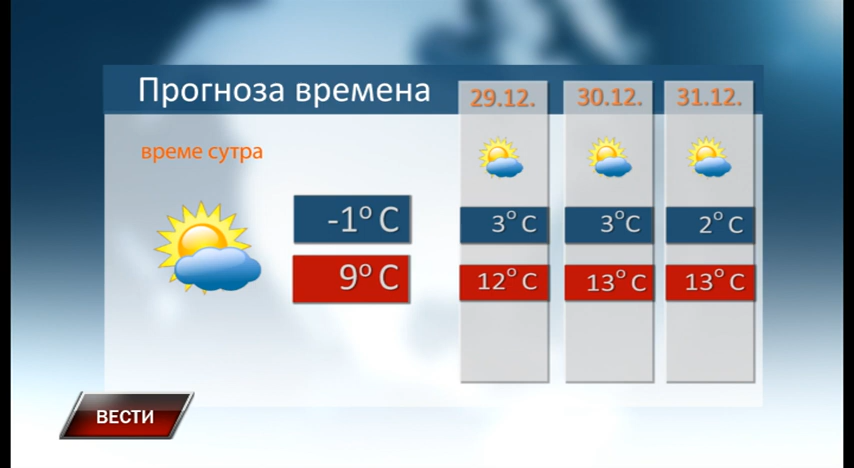 Прогноза времена
време сутра
-1° C
9° C
29.12.
3° C
12° C
30.12.
3°C
13° C
31.12.
2° C
13° C
ВЕСТИ